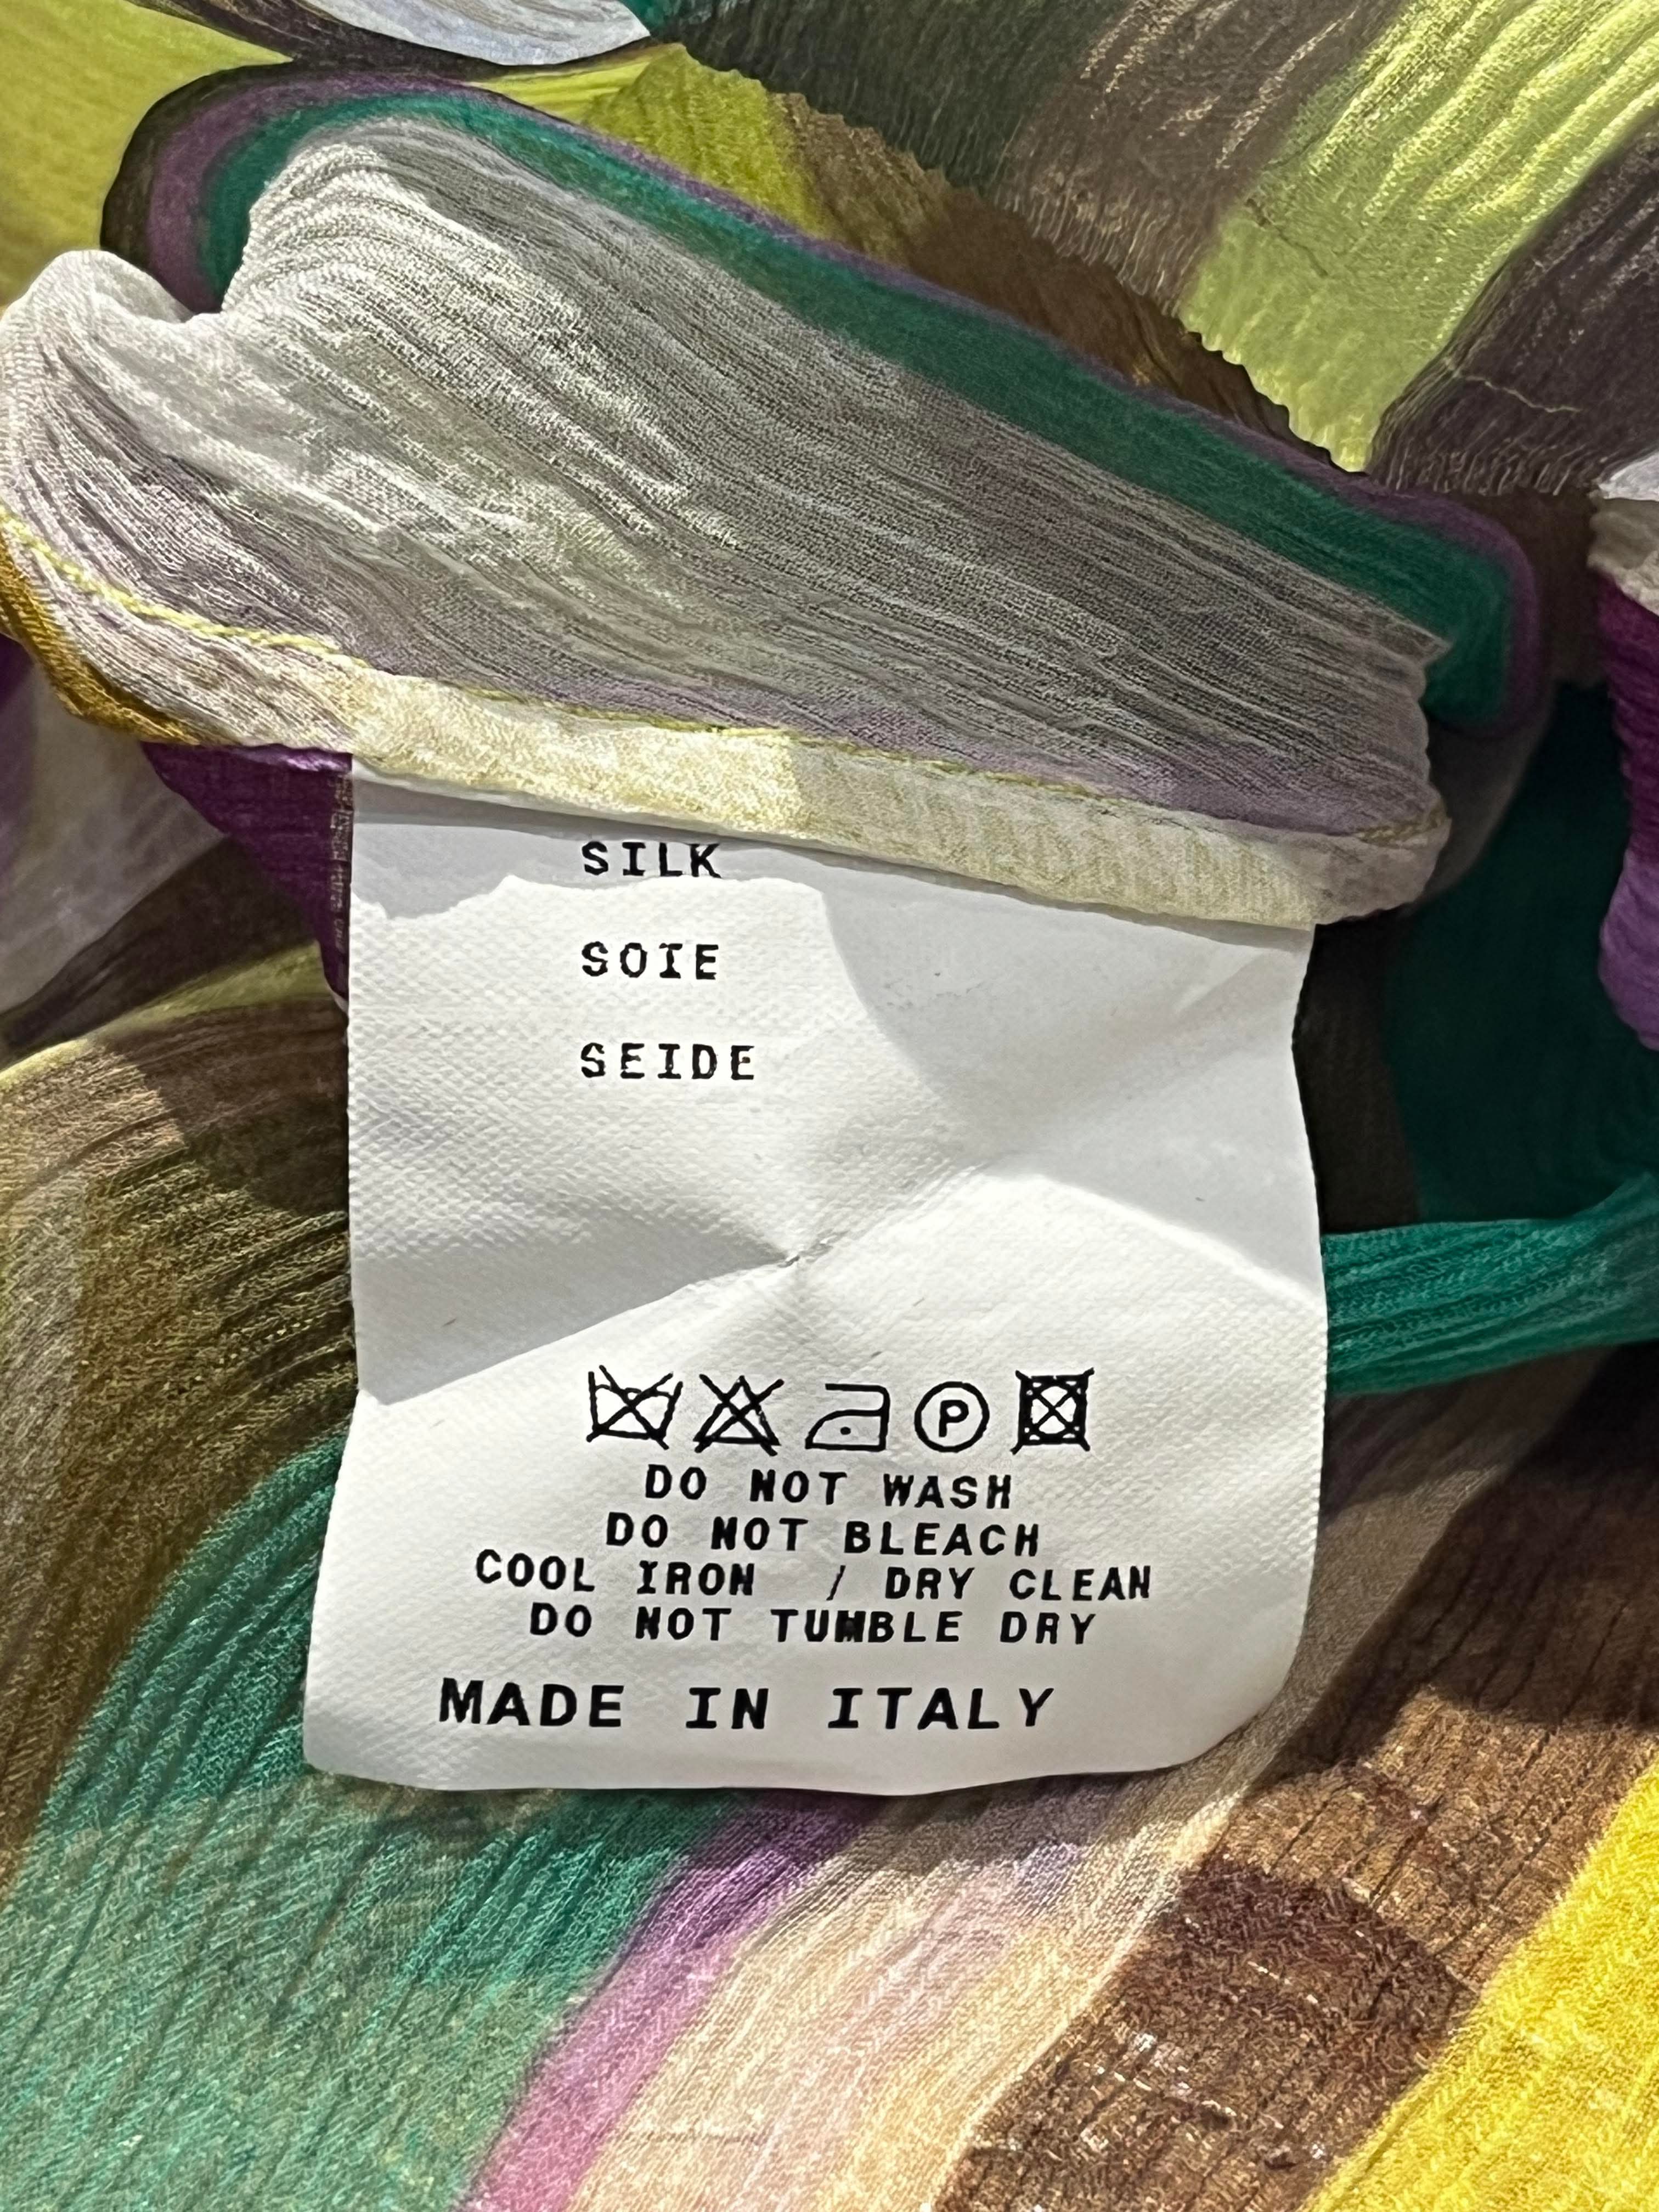 SILK
SOIE
SEIDE
P
DO NOT WASH
DO NOT BLEACH
COOL IRON / DRY CLEAN
DO NOT TUMBLE DRY
MADE IN ITALY